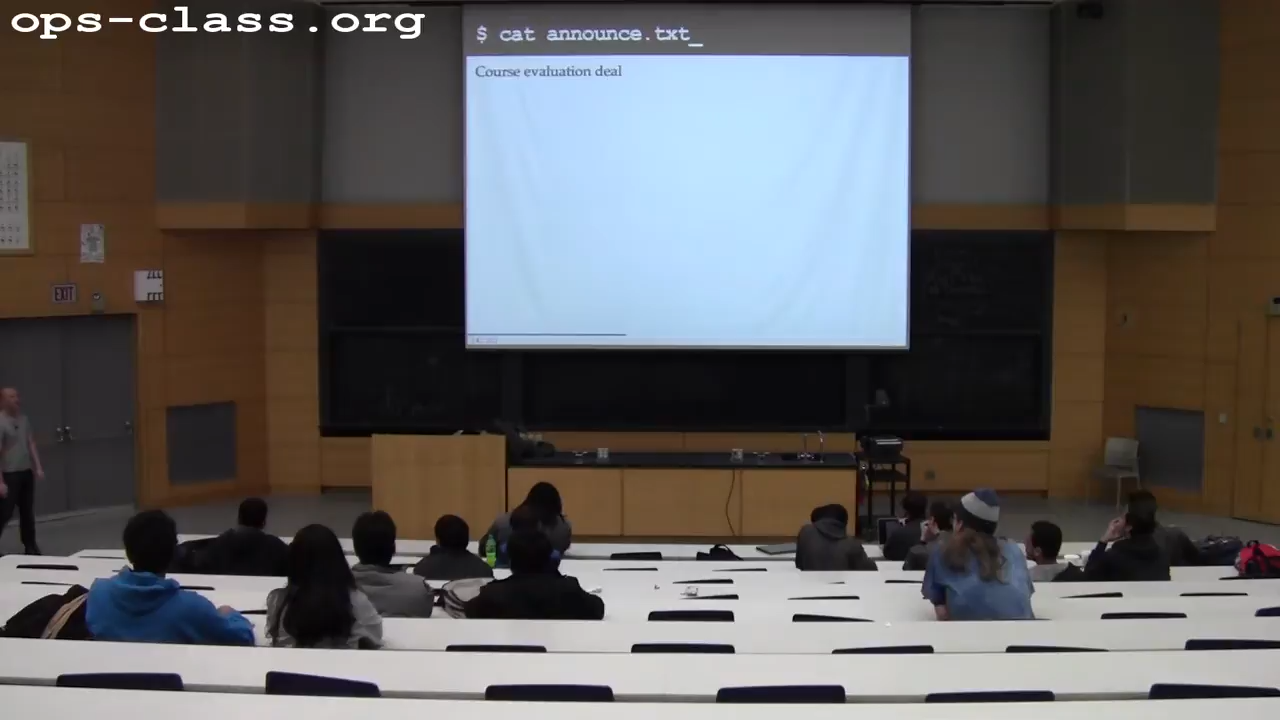 ops-class.org
$ cat announce.txt_
Course evaluation deal
EXIT